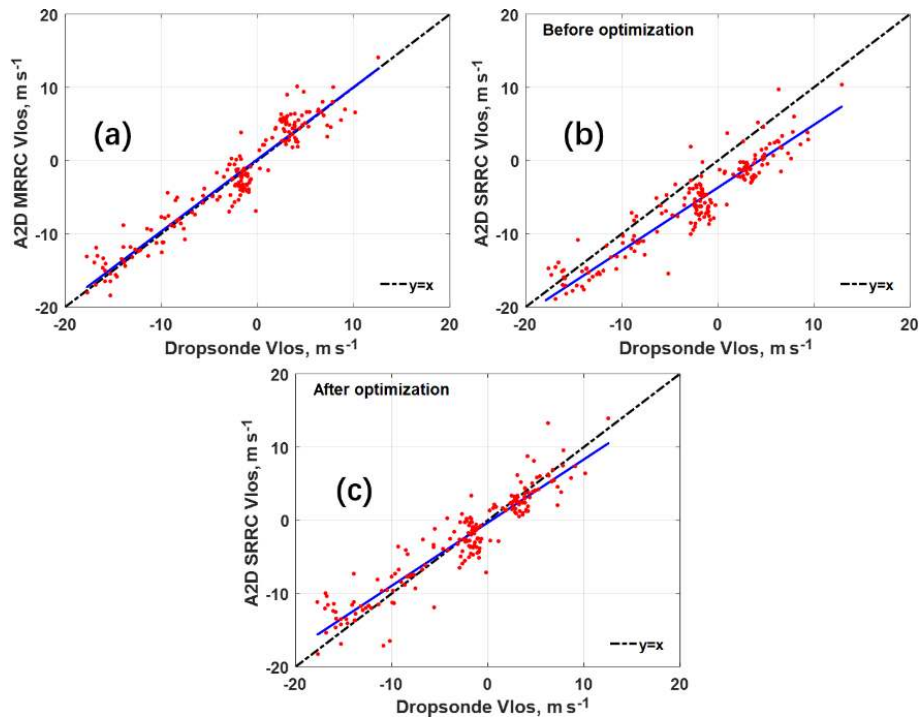 20
10
0
-10
-20
-20
-10
0
10
20
A2D MRRC Vlos, m s-1
Dropsonde Vlos, m s-1
(a)
y=x
Before optimization
20
10
0
-10
-20
-20
-10
0
10
20
A2D SRRC Vlos, m s-1
Dropsonde Vlos, m s-1
(b)
y=x
After optimization
20
10
0
-10
-20
-20
-10
0
10
20
A2D SRRC Vlos, m s-1
Dropsonde Vlos, m s-1
(c)
y=x